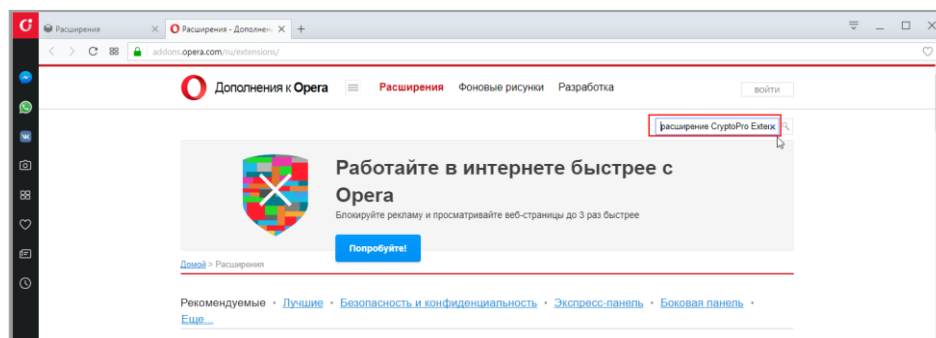 Расширения
Расширения - Дополнен
addons.opera.com/ru/extensions/
Дополнения к Opera
Расширения Фоновые рисунки Разработка
войти
расширение CryptoPro Exten
Работайте в интернете быстрее с
Opera
Блокируйте рекламу и просматривайте веб-страницы до 3 раз быстрее
Попробуйте!
Домой > Расширения
Рекомендуемые • Лучшие • Безопасность и конфиденциальность • Экспресс-панель • Боковая панель •
Еще...